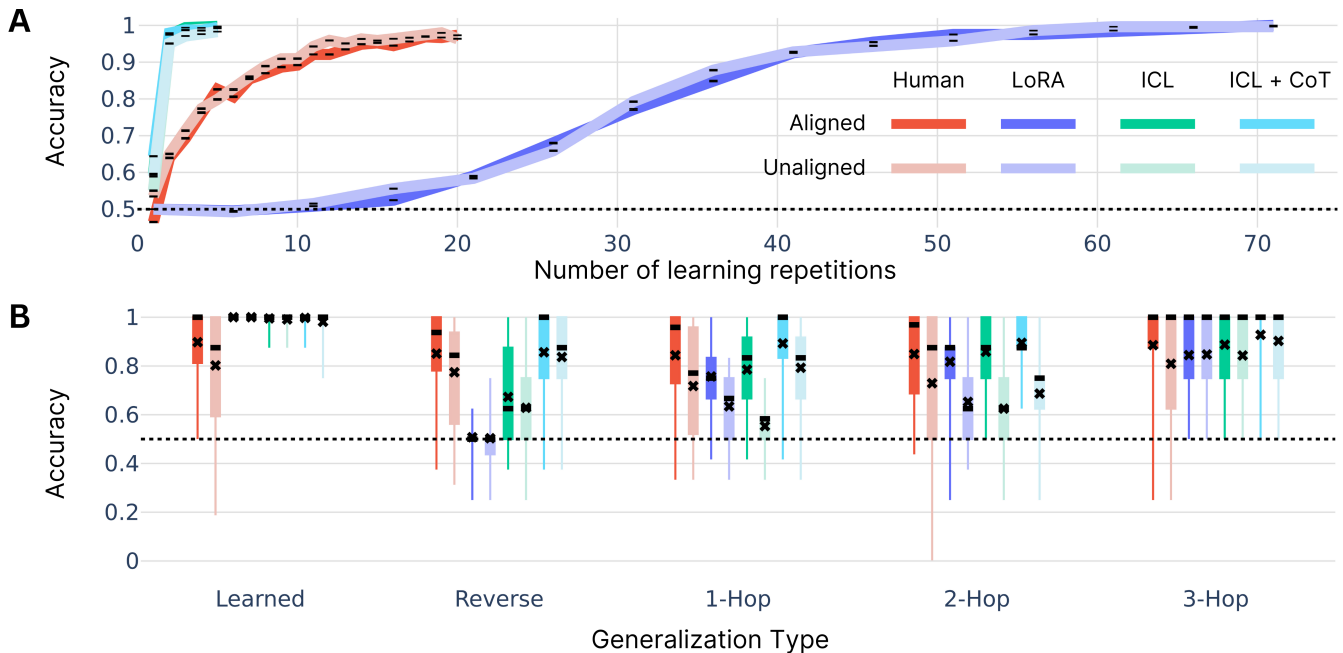 A
Accuracy
1
0.9
0.8
0.7
0.6
0.5
Human LoRA ICL ICL + CoT
Aligned
Unaligned
0 10 20 30 40 50 60 70
Number of learning repetitions
B
Accuracy
1
0.8
0.6
0.4
0.2
0
Learned Reverse 1-Hop 2-Hop 3-Hop
Generalization Type